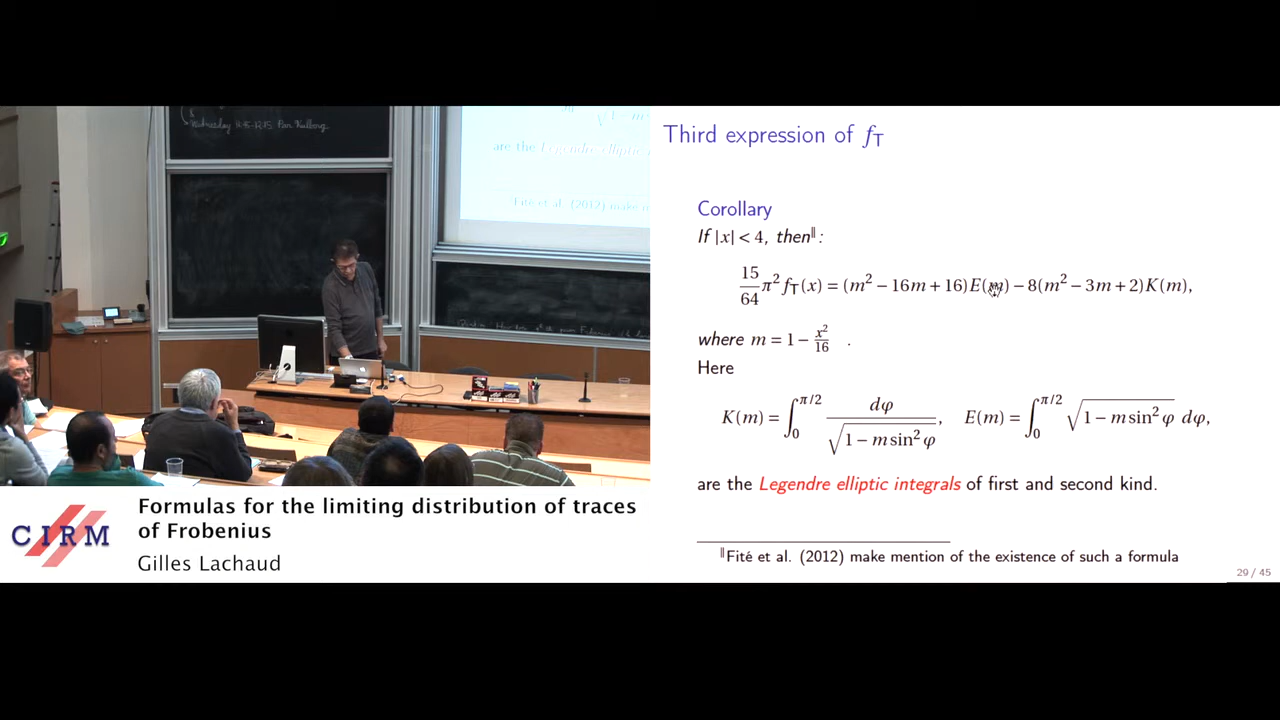 Wednesday
are the Legendre elliptic
Fité et al. (2012) make m
Third expression of f_T
Corollary
If |x| < 4, then‖:
15/64 π² f_T(x) = (m² − 16m + 16)E(m) − 8(m² − 3m + 2)K(m),
where m = 1 − x²/16 .
Here
K(m) = ∫₀^{π/2} dφ/√(1 − m sin² φ), E(m) = ∫₀^{π/2} √(1 − m sin² φ) dφ,
are the Legendre elliptic integrals of first and second kind.
‖Fité et al. (2012) make mention of the existence of such a formula
29 / 45
CIRM
Formulas for the limiting distribution of traces
of Frobenius
Gilles Lachaud